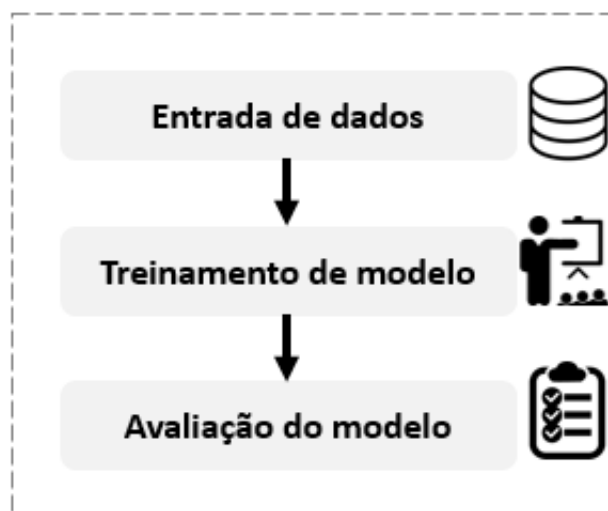 Entrada de dados
Treinamento de modelo
Avaliação do modelo